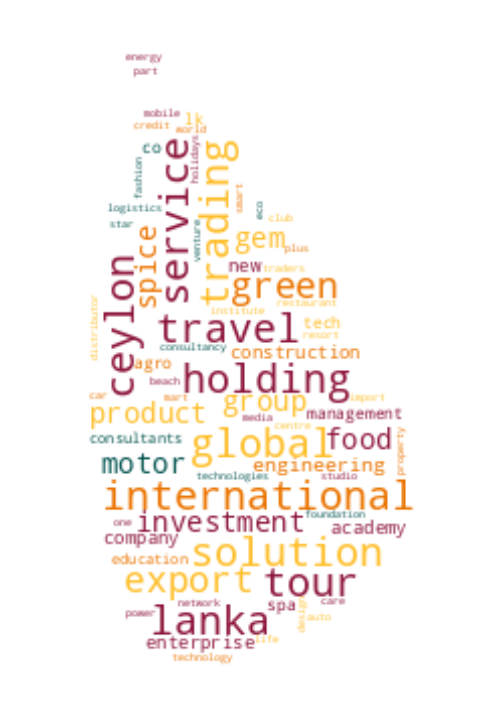 energy
part
mobile
lk
credit
world
co
service
holidays
trading
fashion
smart
logistics
eco
star
club
venture
spice
gem
plus
ceylon
new
traders
green
restaurant
distributor
institute
travel
tech
resort
consultancy
construction
agro
beach
holding
car
mart
group
import
product
media
management
centre
consultants
global
food
property
motor
engineering
technologies
studio
international
one
investment
foundation
academy
company
solution
education
export
tour
network
spa
care
design
power
lanka
auto
enterprise
life
technology